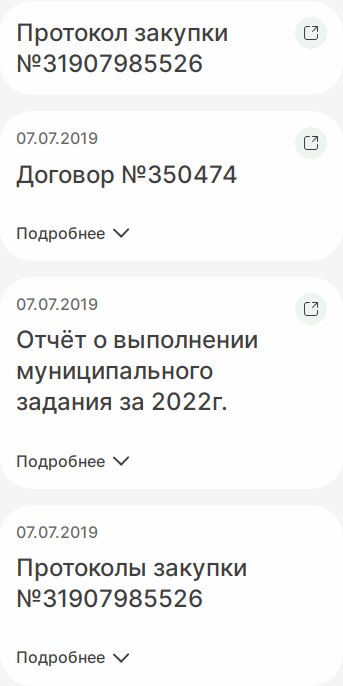 Протокол закупки
№31907985526
07.07.2019
Договор №350474
Подробнее
07.07.2019
Отчёт о выполнении
муниципального
задания за 2022г.
Подробнее
07.07.2019
Протоколы закупки
№31907985526
Подробнее